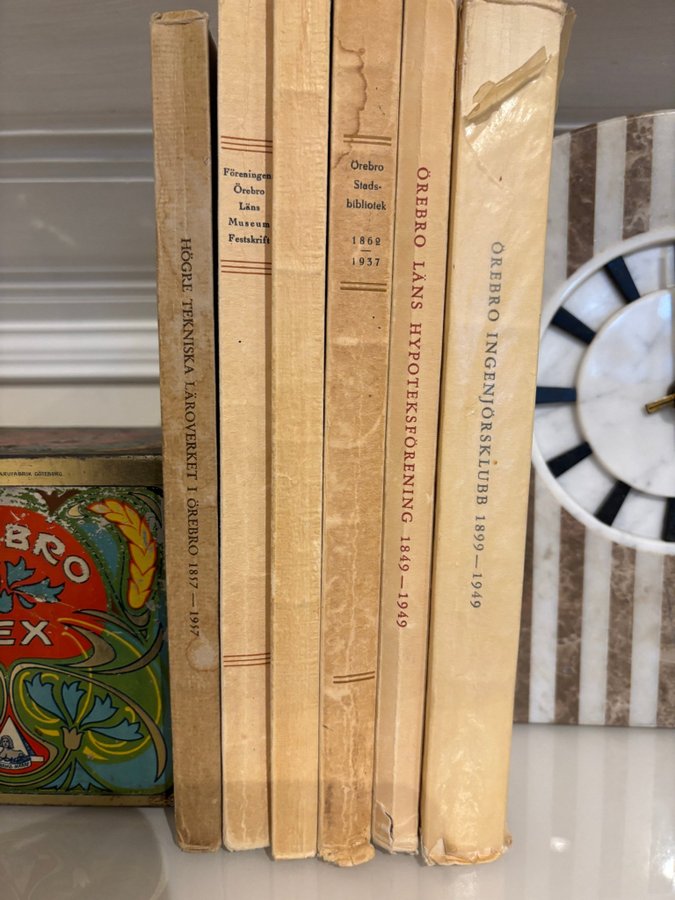 HÖGRE TEKNISKA LÄROVERKET I ÖREBRO 1857—1957
Föreningen
Örebro
Läns
Museum
Festskrift
Örebro
Stads-
bibliotek
1862
—
1937
ÖREBRO LÄNS HYPOTEKSFÖRENING 1849—1949
ÖREBRO INGENJÖRSKLUBB 1899—1949
GÖTEBORG
BRO
EX